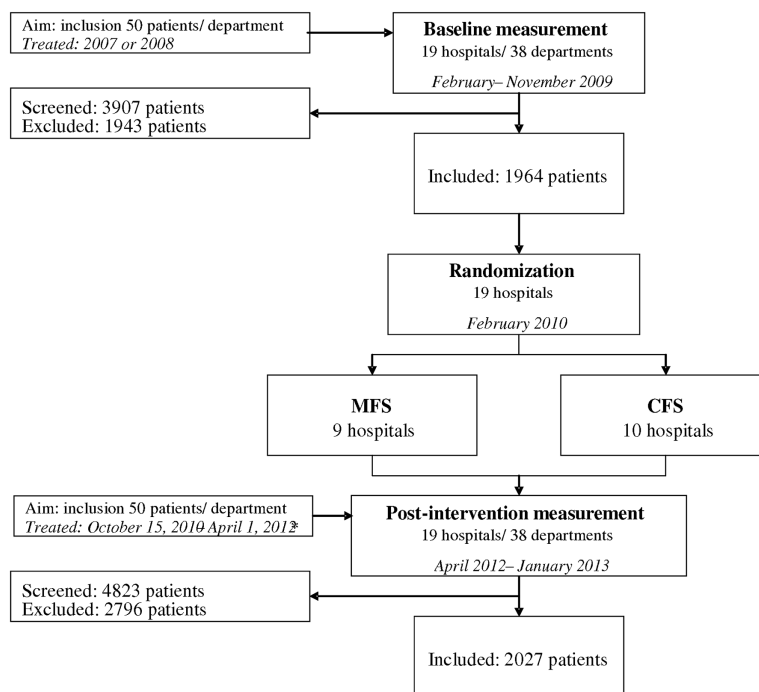 Aim: inclusion 50 patients/ department
Treated: 2007 or 2008
Baseline measurement
19 hospitals/ 38 departments
February– November 2009
Screened: 3907 patients
Excluded: 1943 patients
Included: 1964 patients
Randomization
19 hospitals
February 2010
MFS
9 hospitals
CFS
10 hospitals
Aim: inclusion 50 patients/ department
Treated: October 15, 2010– April 1, 2012*
Post-intervention measurement
19 hospitals/ 38 departments
April 2012– January 2013
Screened: 4823 patients
Excluded: 2796 patients
Included: 2027 patients